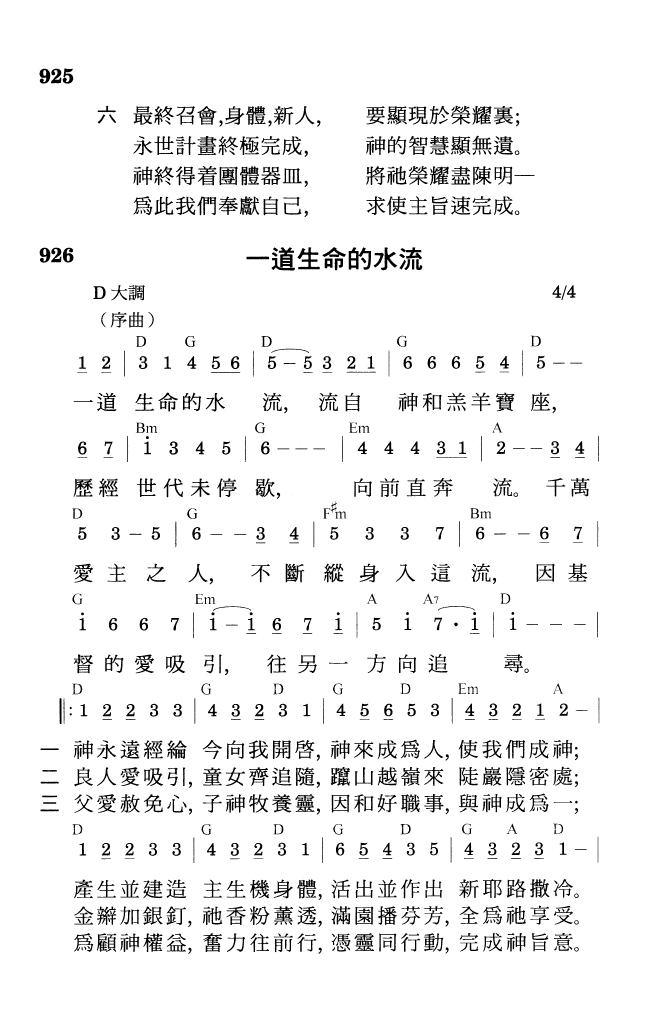 925
六 最終召會,身體,新人, 要顯現於榮耀裏;
永世計畫終極完成, 神的智慧顯無遺。
神終得着團體器皿, 將祂榮耀盡陳明─
爲此我們奉獻自己, 求使主旨速完成。
926 一道生命的水流
D 大調 4/4
（序曲）
D G D G D
1 2 | 3 1 4 5 6 | 5 – 5 3 2 1 | 6 6 6 5 4 | 5 – –
一道 生命的水 流, 流自 神和羔羊寶 座,
Bm G Em A
6 7 | i 3 4 5 | 6 – – – | 4 4 4 3 1 | 2 – – 3 4 |
歷經 世代未停 歇, 向前直奔 流。 千萬
D G F♯m Bm
5 3 – 5 | 6 – – 3 4 | 5 3 3 7 | 6 – – 6 7 |
愛 主 之 人, 不 斷 縱 身 入 這 流, 因 基
G Em A A7 D
i 6 6 7 | i – i 6 7 i | 5 i 7 · i | i – – – |
督 的 愛 吸 引, 往 另 一 方 向 追 尋。
D G D G D Em A
‖: 1 2 2 3 3 | 4 3 2 3 1 | 4 5 6 5 3 | 4 3 2 1 2 – |
一 神永遠經綸 今向我開啓, 神來成爲人, 使我們成神;
二 良人愛吸引, 童女齊追隨, 躥山越嶺來 陡巖隱密處;
三 父愛赦免心, 子神牧養靈, 因和好職事, 與神成爲一;
D G D G D G A D
1 2 2 3 3 | 4 3 2 3 1 | 6 5 4 3 5 | 4 3 2 3 1 – |
產生並建造 主生機身體, 活出並作出 新耶路撒冷。
金辮加銀釘, 祂香粉薰透, 滿園播芬芳, 全爲祂享受。
爲顧神權益, 奮力往前行, 憑靈同行動, 完成神旨意。